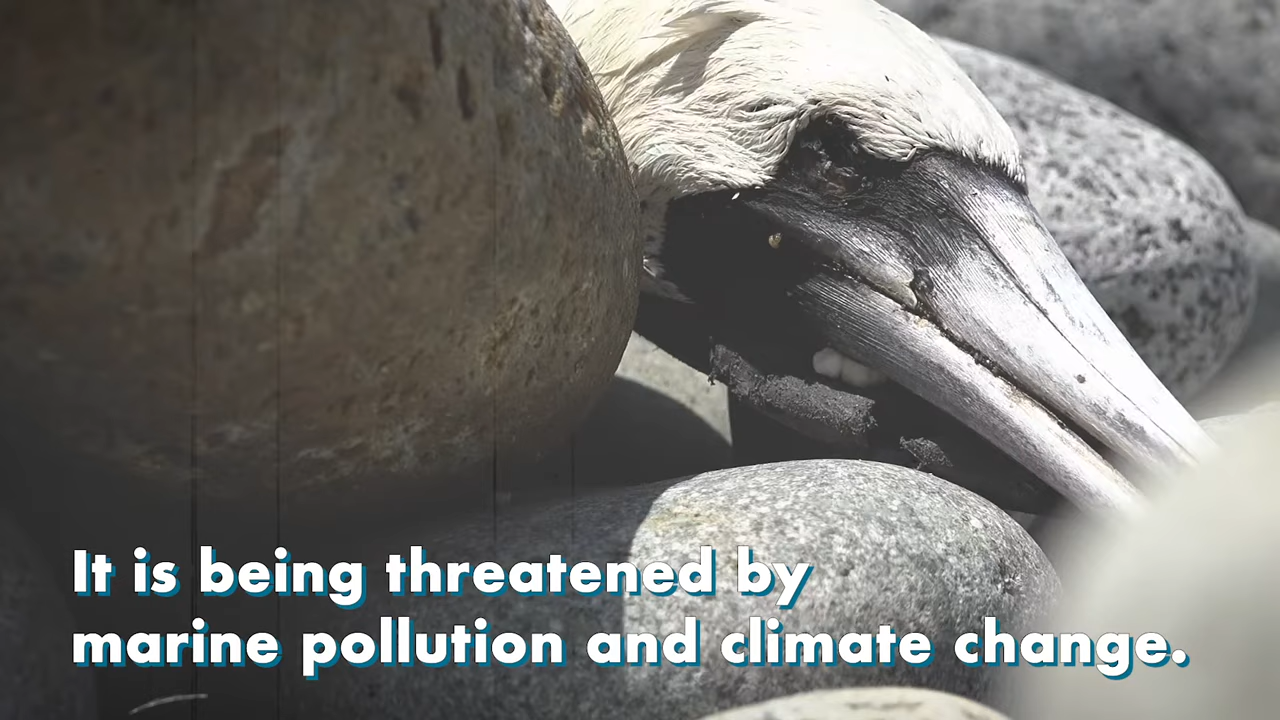 It is being threatened by
marine pollution and climate change.